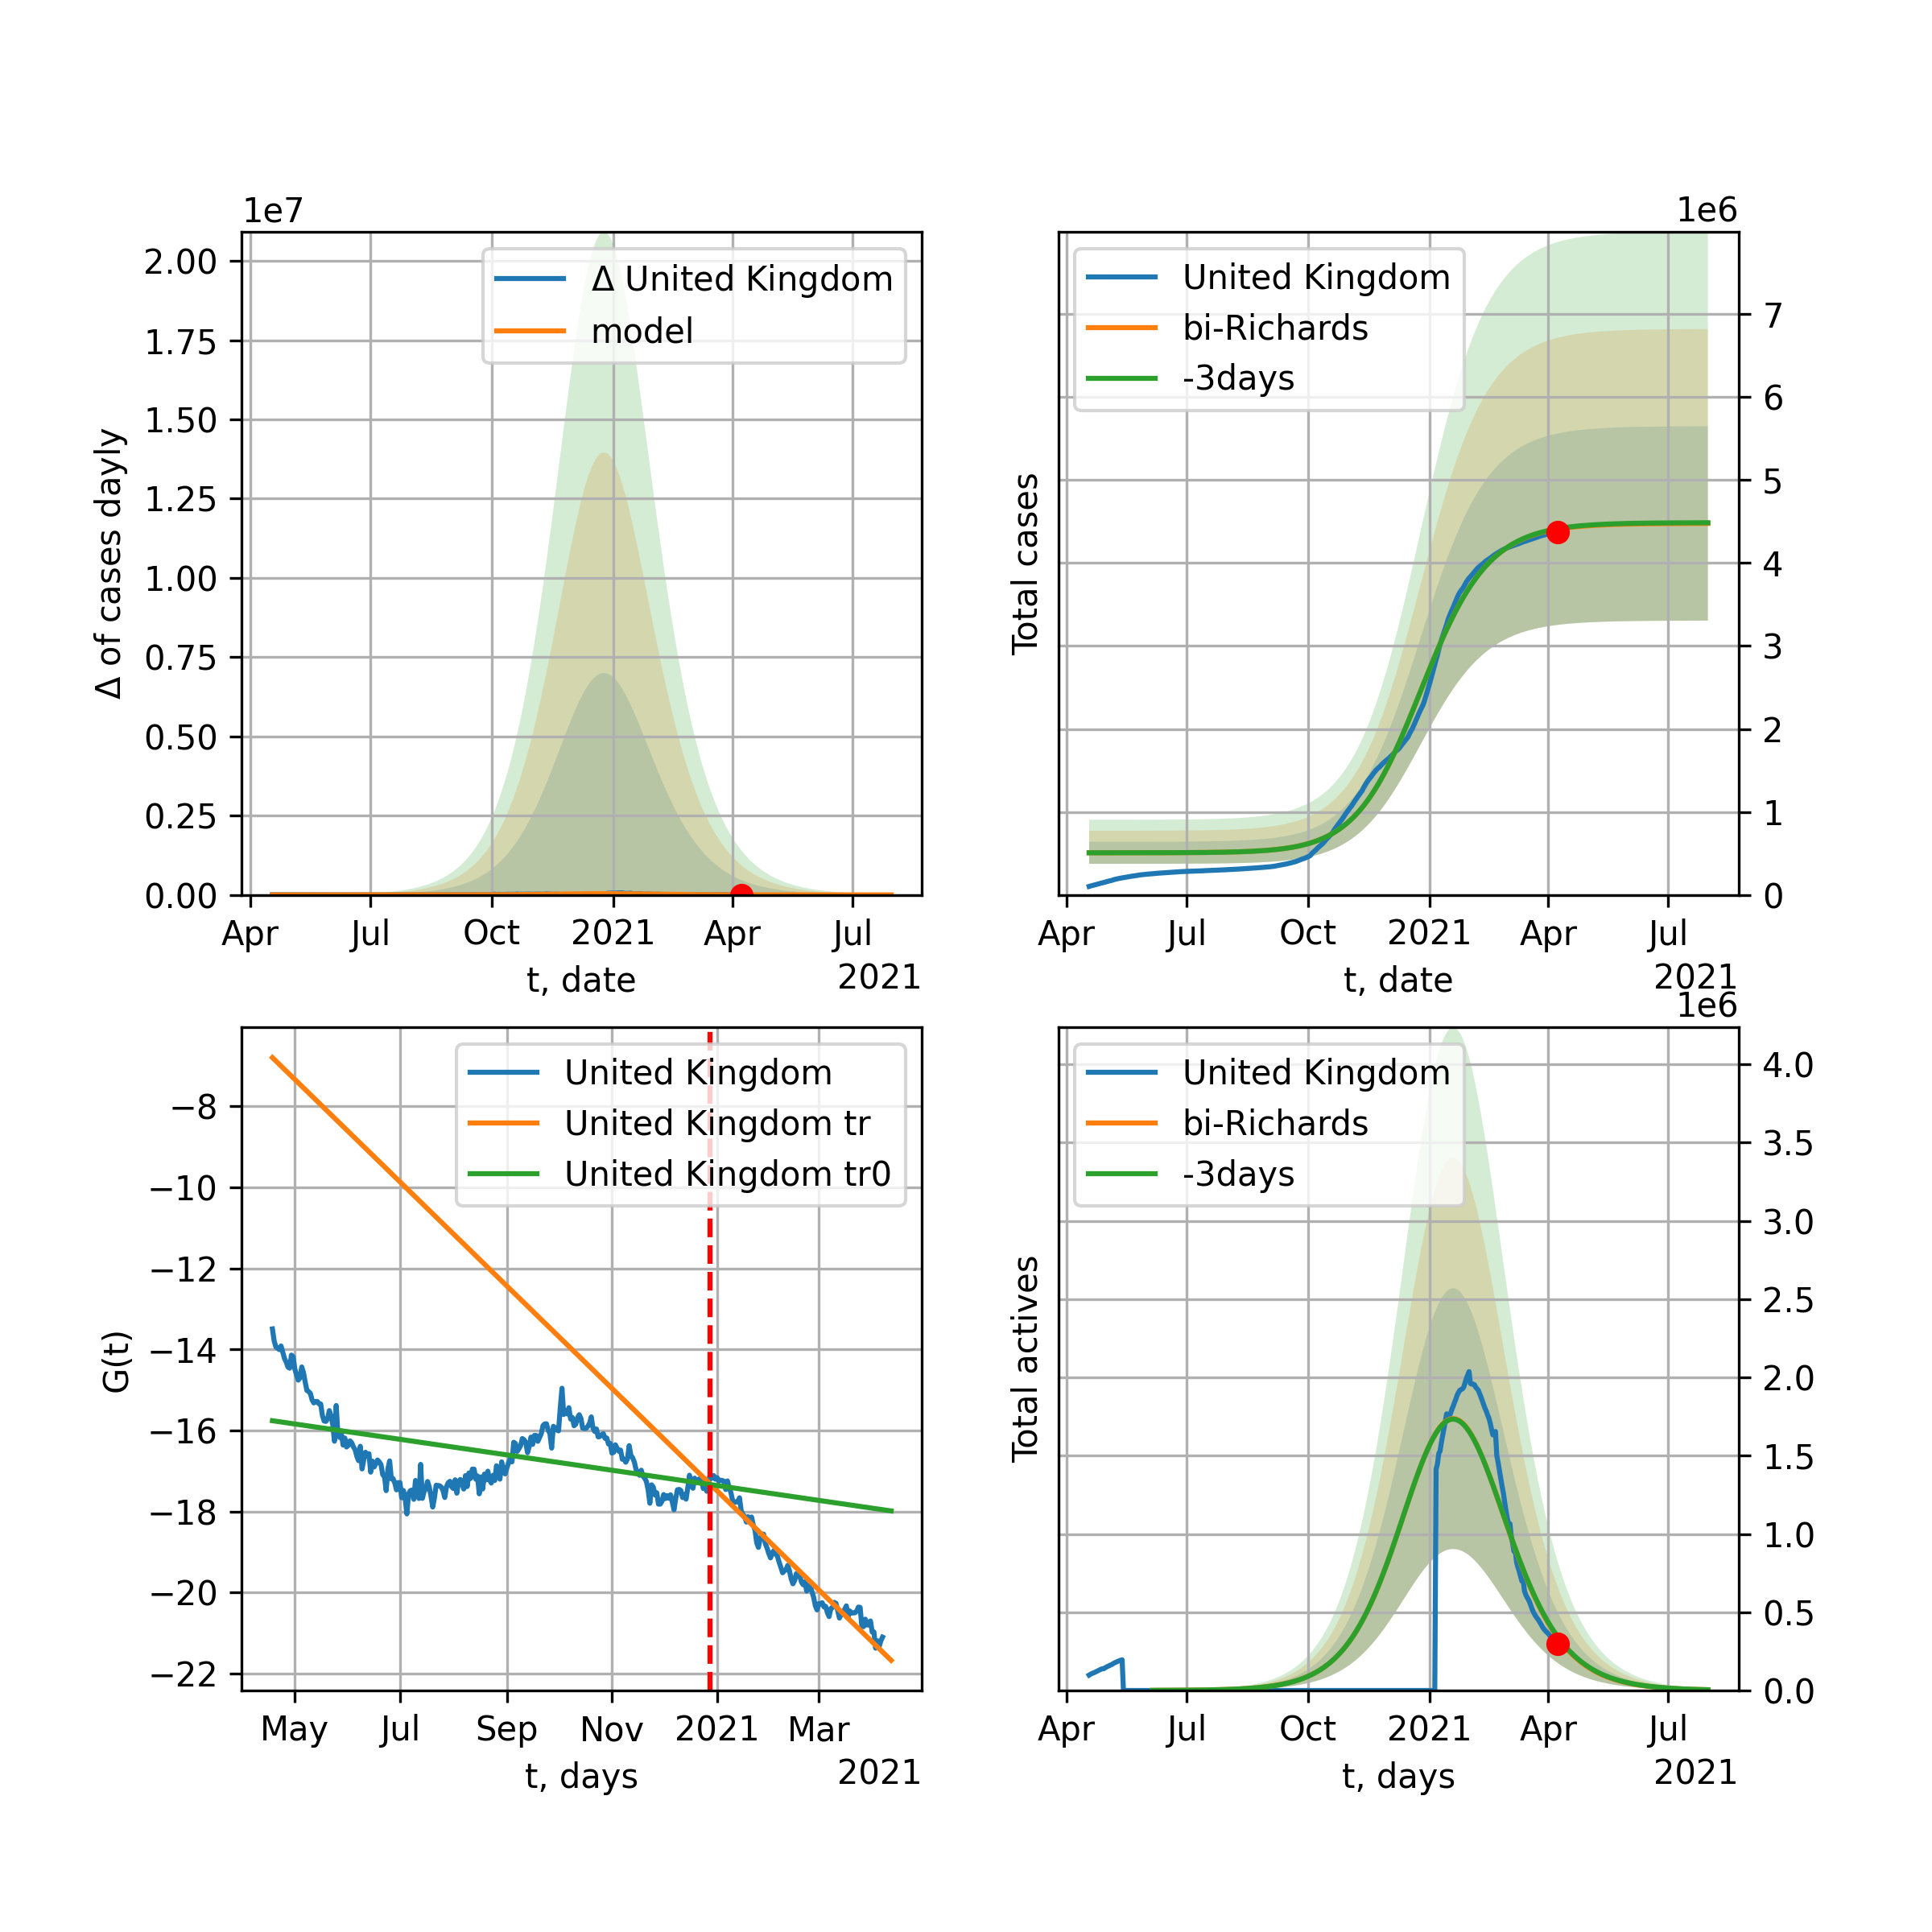 1e7
2.00
1.75
1.50
1.25
1.00
0.75
0.50
0.25
0.00
Δ of cases dayly
Δ United Kingdom
model
Apr Jul Oct 2021 Apr Jul
t, date
2021
1e6
United Kingdom
bi-Richards
-3days
Total cases
7
6
5
4
3
2
1
0
Apr Jul Oct 2021 Apr Jul
t, date
2021
−8
−10
−12
−14
−16
−18
−20
−22
G(t)
United Kingdom
United Kingdom tr
United Kingdom tr0
May Jul Sep Nov 2021 Mar
t, days
2021
1e6
United Kingdom
bi-Richards
-3days
Total actives
4.0
3.5
3.0
2.5
2.0
1.5
1.0
0.5
0.0
Apr Jul Oct 2021 Apr Jul
t, days
2021